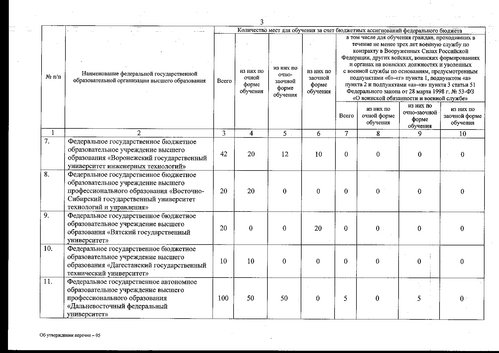 3
Количество мест для обучения за счет бюджетных ассигнований федерального бюджета
№ п/п
Наименование федеральной государственной
образовательной организации высшего образования
Всего
из них по
очной
форме
обучения
из них по
очно-
заочной
форме
обучения
из них по
заочной
форме
обучения
в том числе для обучения граждан, проходивших в
течение не менее трех лет военную службу по
контракту в Вооруженных Силах Российской
Федерации, других войсках, воинских формированиях
и органах на воинских должностях и уволенных
с военной службы по основаниям, предусмотренным
подпунктами «б»-«г» пункта 1, подпунктом «а»
пункта 2 и подпунктами «а»-«в» пункта 3 статьи 51
Федерального закона от 28 марта 1998 г. № 53-ФЗ
«О воинской обязанности и военной службе»
Всего
из них по
очной форме
обучения
из них по
очно-заочной
форме
обучения
из них по
заочной форме
обучения
1 2 3 4 5 6 7 8 9 10
7. Федеральное государственное бюджетное
образовательное учреждение высшего
образования «Воронежский государственный
университет инженерных технологий»
42 20 12 10 0 0 0 0
8. Федеральное государственное бюджетное
образовательное учреждение высшего
профессионального образования «Восточно-
Сибирский государственный университет
технологий и управления»
20 20 0 0 0 0 0 0
9. Федеральное государственное бюджетное
образовательное учреждение высшего
образования «Вятский государственный
университет»
20 0 0 20 0 0 0 0
10. Федеральное государственное бюджетное
образовательное учреждение высшего
образования «Дагестанский государственный
технический университет»
10 10 0 0 0 0 0 0
11. Федеральное государственное автономное
образовательное учреждение высшего
профессионального образования
«Дальневосточный федеральный
университет»
100 50 50 0 5 0 5 0
Об утверждении перечня – 05